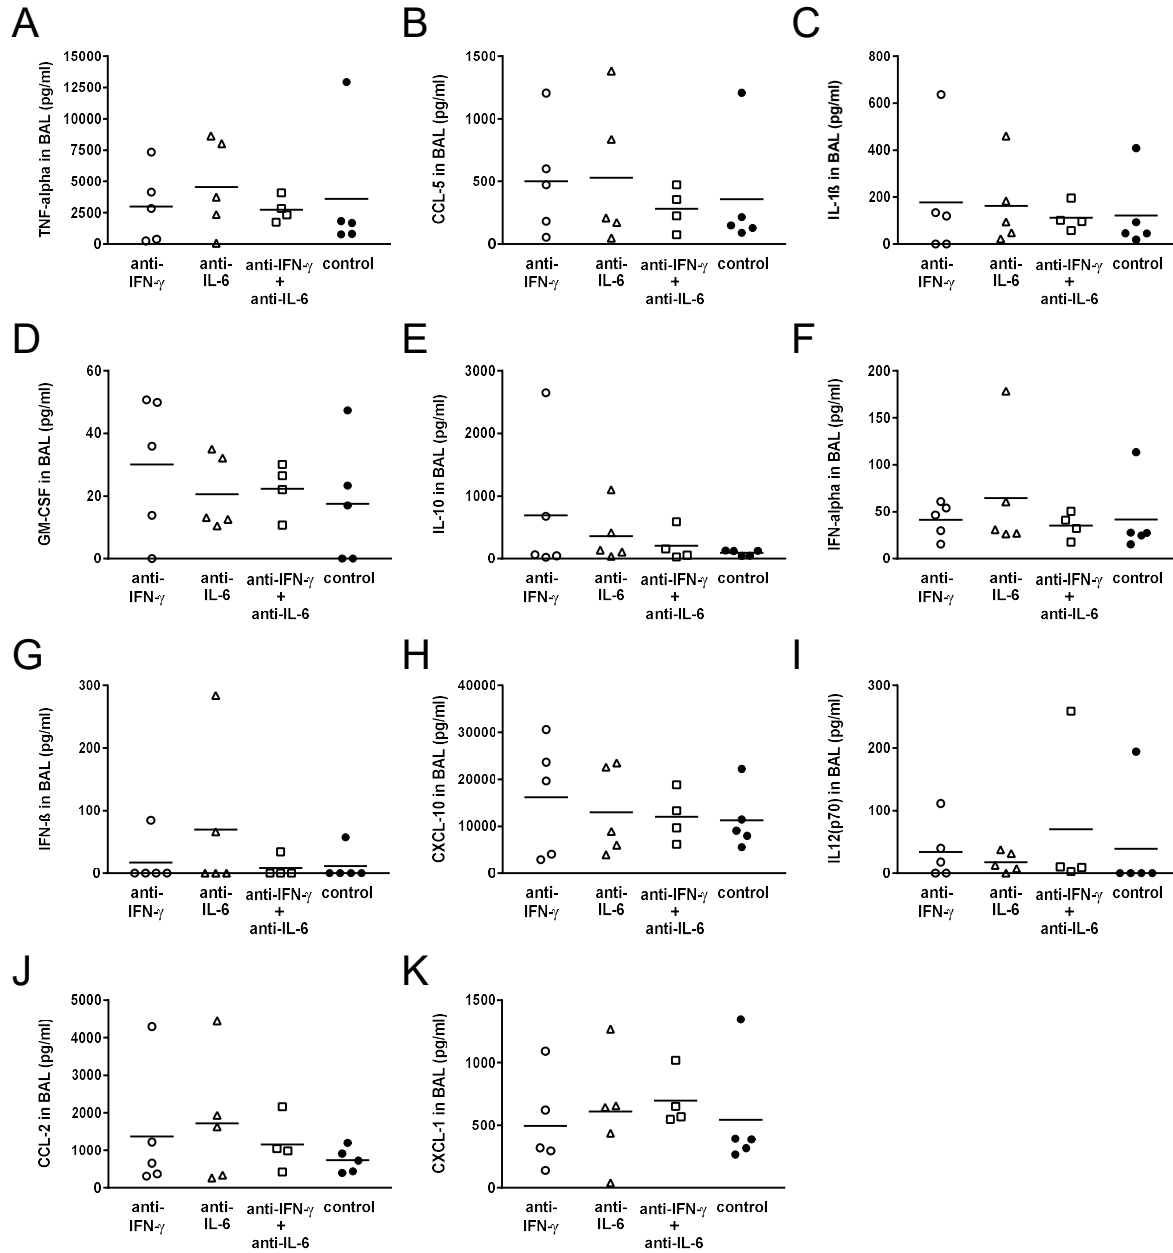 A
TNF-alpha in BAL (pg/ml)
15000
12500
10000
7500
5000
2500
0
anti-
IFN-γ
anti-
IL-6
anti-IFN-γ
+
anti-IL-6
control
B
CCL-5 in BAL (pg/ml)
1500
1000
500
0
anti-
IFN-γ
anti-
IL-6
anti-IFN-γ
+
anti-IL-6
control
C
IL-1ß in BAL (pg/ml)
800
600
400
200
0
anti-
IFN-γ
anti-
IL-6
anti-IFN-γ
+
anti-IL-6
control
D
GM-CSF in BAL (pg/ml)
60
40
20
0
anti-
IFN-γ
anti-
IL-6
anti-IFN-γ
+
anti-IL-6
control
E
IL-10 in BAL (pg/ml)
3000
2000
1000
0
anti-
IFN-γ
anti-
IL-6
anti-IFN-γ
+
anti-IL-6
control
F
IFN-alpha in BAL (pg/ml)
200
150
100
50
0
anti-
IFN-γ
anti-
IL-6
anti-IFN-γ
+
anti-IL-6
control
G
IFN-ß in BAL (pg/ml)
300
200
100
0
anti-
IFN-γ
anti-
IL-6
anti-IFN-γ
+
anti-IL-6
control
H
CXCL-10 in BAL (pg/ml)
40000
30000
20000
10000
0
anti-
IFN-γ
anti-
IL-6
anti-IFN-γ
+
anti-IL-6
control
I
IL12(p70) in BAL (pg/ml)
300
200
100
0
anti-
IFN-γ
anti-
IL-6
anti-IFN-γ
+
anti-IL-6
control
J
CCL-2 in BAL (pg/ml)
5000
4000
3000
2000
1000
0
anti-
IFN-γ
anti-
IL-6
anti-IFN-γ
+
anti-IL-6
control
K
CXCL-1 in BAL (pg/ml)
1500
1000
500
0
anti-
IFN-γ
anti-
IL-6
anti-IFN-γ
+
anti-IL-6
control